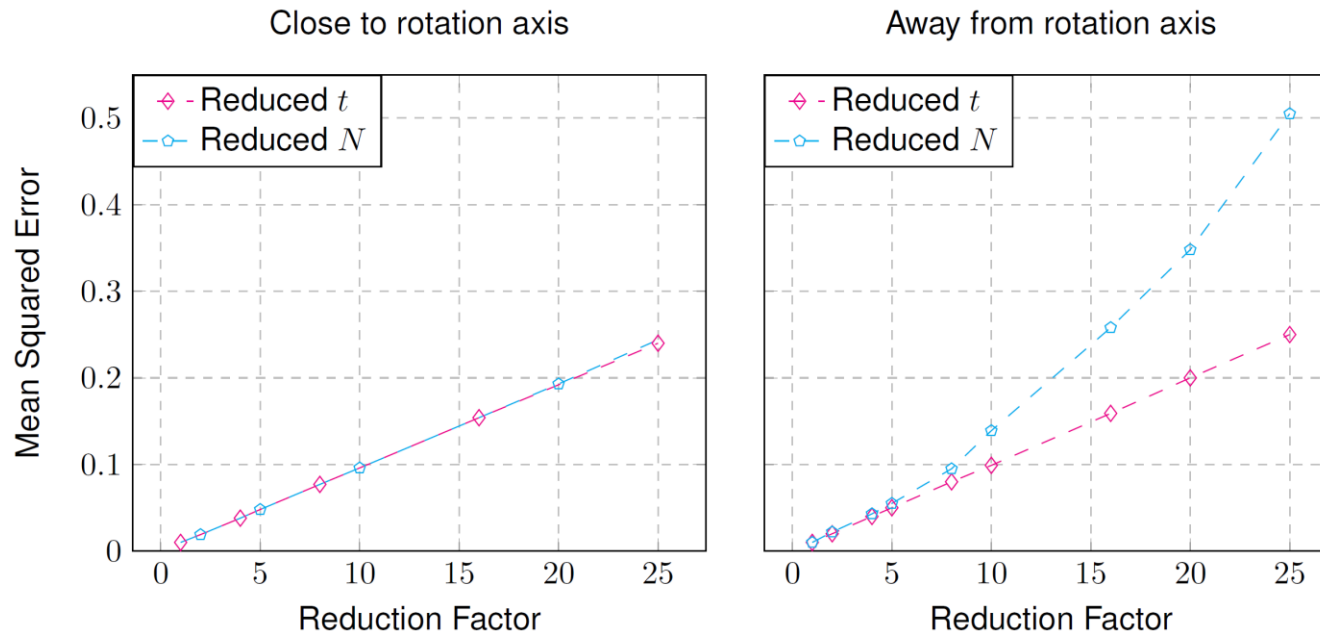 Close to rotation axis
Away from rotation axis
Mean Squared Error
0.5
0.4
0.3
0.2
0.1
0
Reduced t
Reduced N
0 5 10 15 20 25
Reduction Factor
Reduced t
Reduced N
0 5 10 15 20 25
Reduction Factor